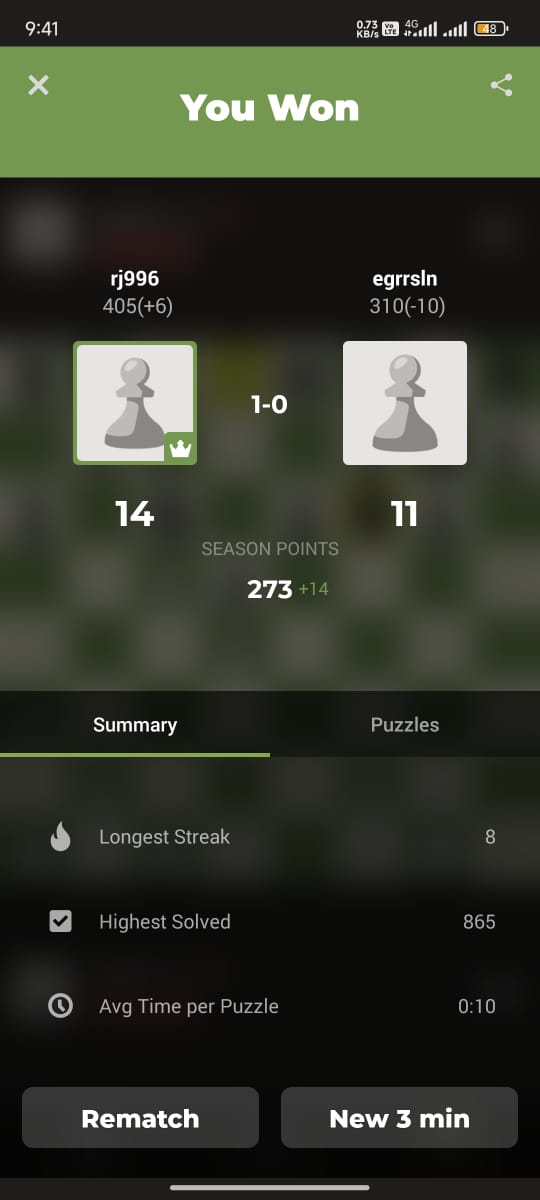 9:41
0.73 KB/s
Vo LTE
4G
48
You Won
rj996
405(+6)
egrrsln
310(-10)
1-0
14
11
SEASON POINTS
273 +14
Summary
Puzzles
Longest Streak 8
Highest Solved 865
Avg Time per Puzzle 0:10
Rematch
New 3 min